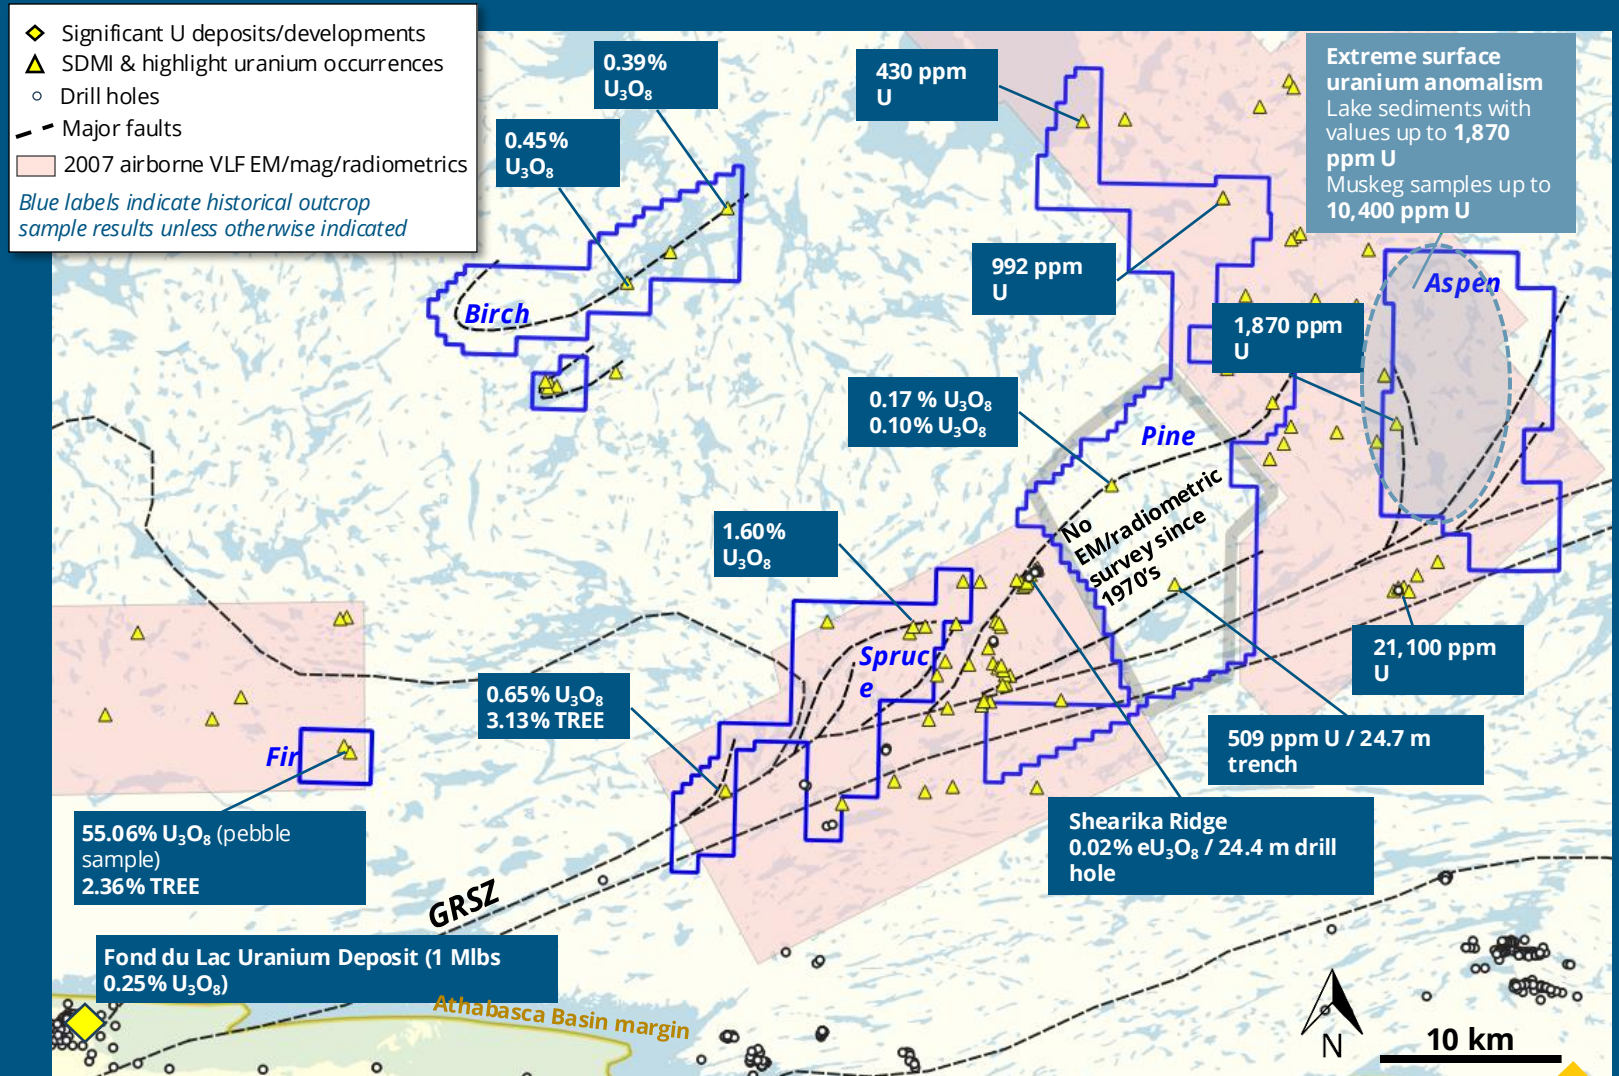 Significant U deposits/developments
SDMI & highlight uranium occurrences
Drill holes
Major faults
2007 airborne VLF EM/mag/radiometrics
Blue labels indicate historical outcrop
sample results unless otherwise indicated
0.39%
U₃O₈
0.45%
U₃O₈
430 ppm
U
Extreme surface
uranium anomalism
Lake sediments with
values up to 1,870
ppm U
Muskeg samples up to
10,400 ppm U
992 ppm
U
Aspen
Birch
1,870 ppm
U
0.17 % U₃O₈
0.10% U₃O₈
Pine
No
EM/radiometric
survey since
1970's
1.60%
U₃O₈
Spruc
e
21,100 ppm
U
0.65% U₃O₈
3.13% TREE
509 ppm U / 24.7 m
trench
Fir
55.06% U₃O₈ (pebble
sample)
2.36% TREE
Shearika Ridge
0.02% eU₃O₈ / 24.4 m drill
hole
GRSZ
Fond du Lac Uranium Deposit (1 Mlbs
0.25% U₃O₈)
Athabasca Basin margin
N
10 km